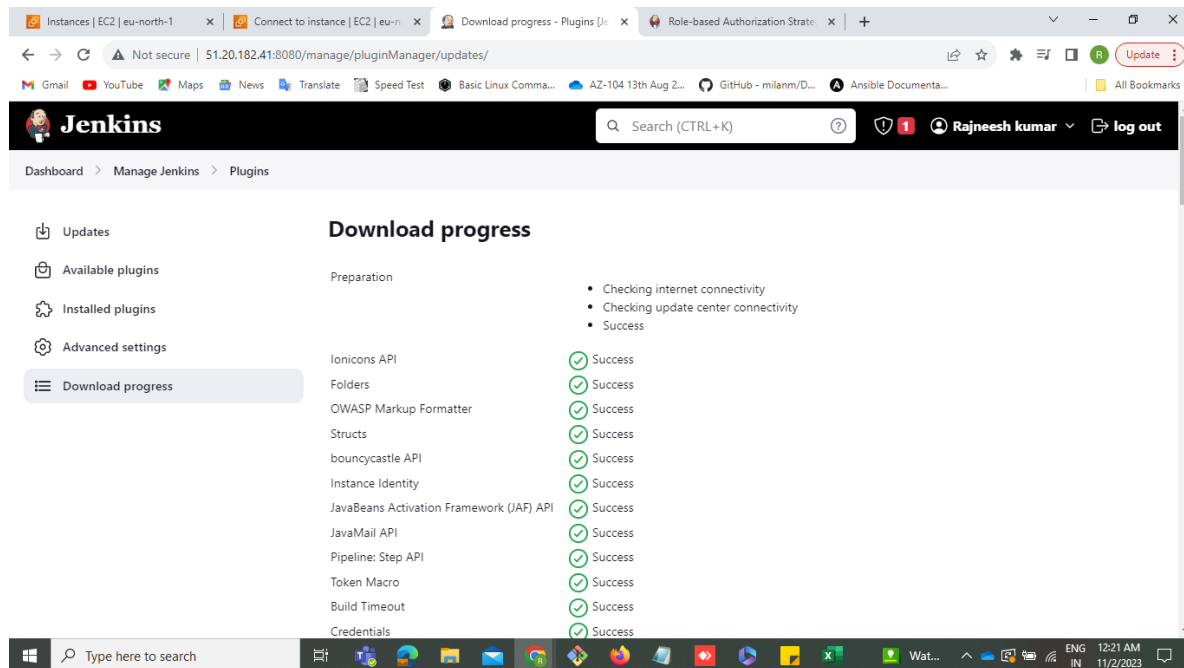 Instances | EC2 | eu-north-1
Connect to instance | EC2 | eu-n
Download progress - Plugins [Je
Role-based Authorization Strate
Not secure | 51.20.182.41:8080/manage/pluginManager/updates/
R
Update
Gmail YouTube Maps News Translate Speed Test Basic Linux Comma... AZ-104 13th Aug 2... GitHub - milanm/D... Ansible Documenta... All Bookmarks
Jenkins
Search (CTRL+K)
1
Rajneesh kumar
log out
Dashboard > Manage Jenkins > Plugins
Updates
Available plugins
Installed plugins
Advanced settings
Download progress
Download progress
Preparation
• Checking internet connectivity
• Checking update center connectivity
• Success
Ionicons API Success
Folders Success
OWASP Markup Formatter Success
Structs Success
bouncycastle API Success
Instance Identity Success
JavaBeans Activation Framework (JAF) API Success
JavaMail API Success
Pipeline: Step API Success
Token Macro Success
Build Timeout Success
Credentials Success
Type here to search
Wat...
ENG
IN
12:21 AM
11/2/2023